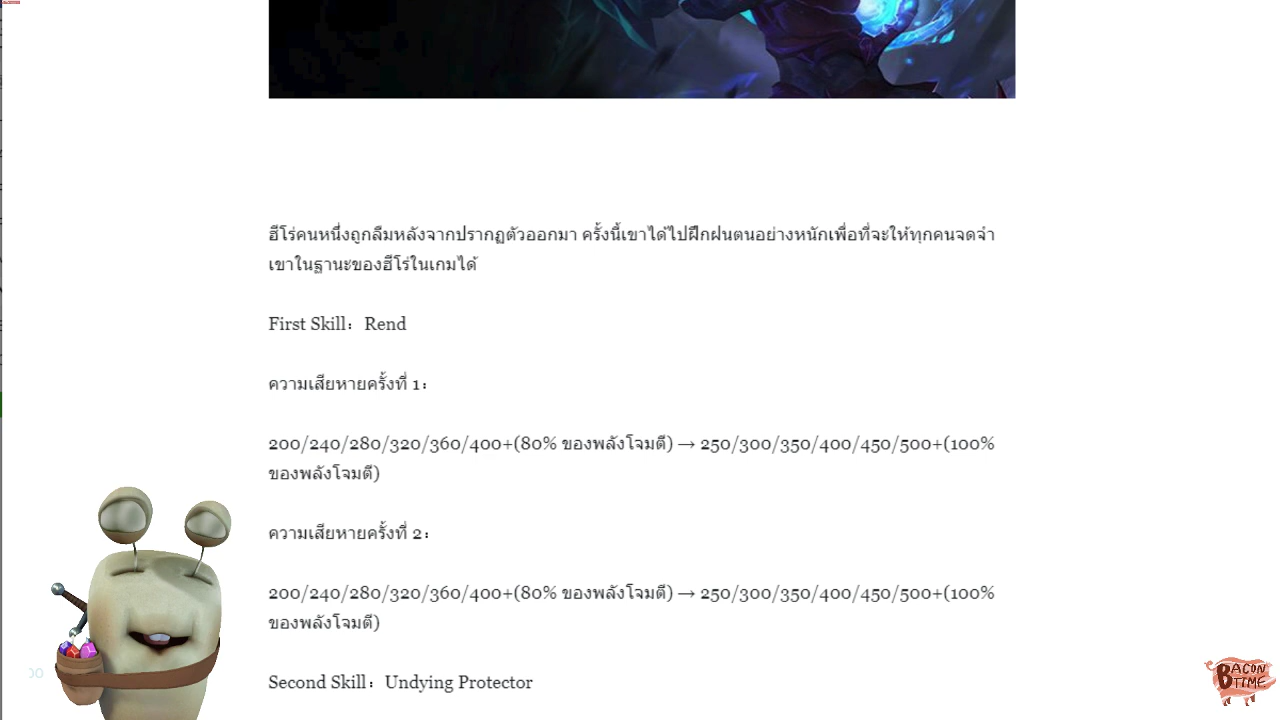 ฮีโร่คนหนึ่งถูกลืมหลังจากปรากฏตัวออกมา ครั้งนี้เขาได้ไปฝึกฝนตนอย่างหนักเพื่อที่จะให้ทุกคนจดจำ
เขาในฐานะของฮีโร่ในเกมได้
First Skill： Rend
ความเสียหายครั้งที่ 1：
200/240/280/320/360/400+(80% ของพลังโจมตี) → 250/300/350/400/450/500+(100%
ของพลังโจมตี)
ความเสียหายครั้งที่ 2：
200/240/280/320/360/400+(80% ของพลังโจมตี) → 250/300/350/400/450/500+(100%
ของพลังโจมตี)
Second Skill： Undying Protector
BACON
TIME